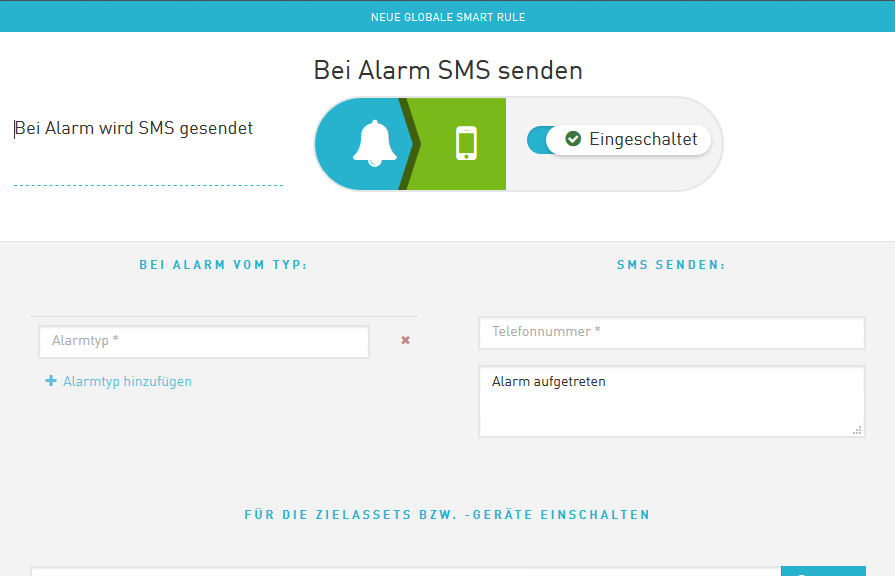 NEUE GLOBALE SMART RULE
Bei Alarm SMS senden
Bei Alarm wird SMS gesendet
Eingeschaltet
BEI ALARM VOM TYP:
SMS SENDEN:
Alarmtyp *
Telefonnummer *
Alarmtyp hinzufügen
Alarm aufgetreten
FÜR DIE ZIELASSETS BZW. -GERÄTE EINSCHALTEN